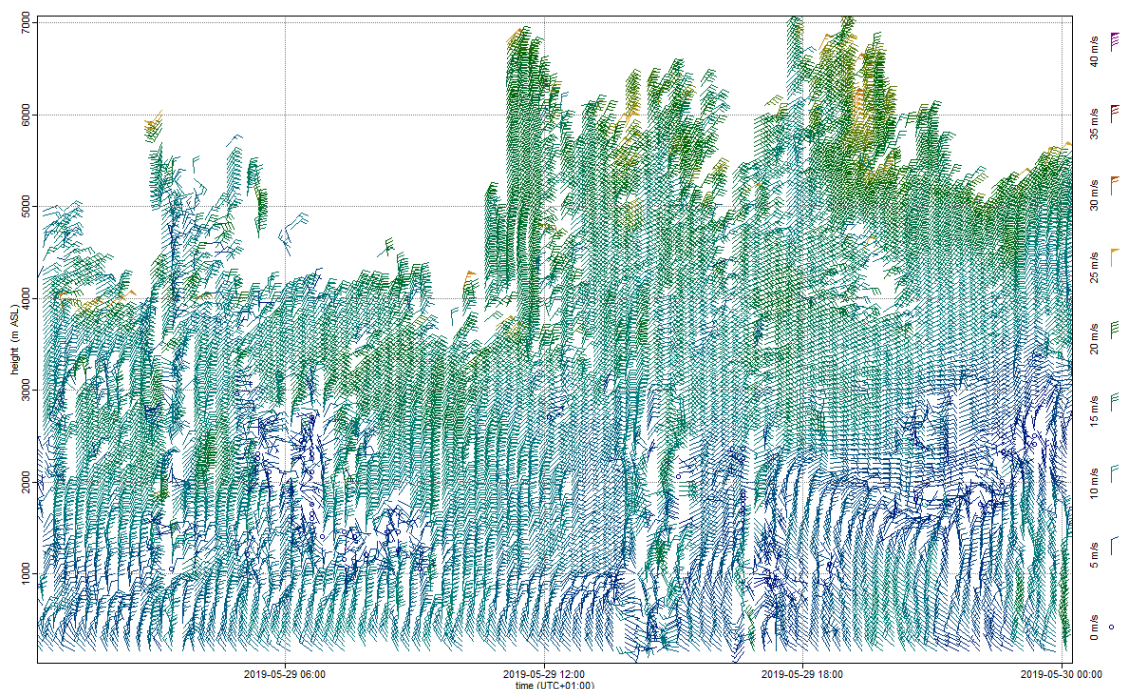 7000
6000
5000
4000
3000
2000
1000
height (m ASL)
2019-05-29 06:00
2019-05-29 12:00
2019-05-29 18:00
2019-05-30 00:00
time (UTC+01:00)
40 m/s
35 m/s
30 m/s
25 m/s
20 m/s
15 m/s
10 m/s
5 m/s
0 m/s